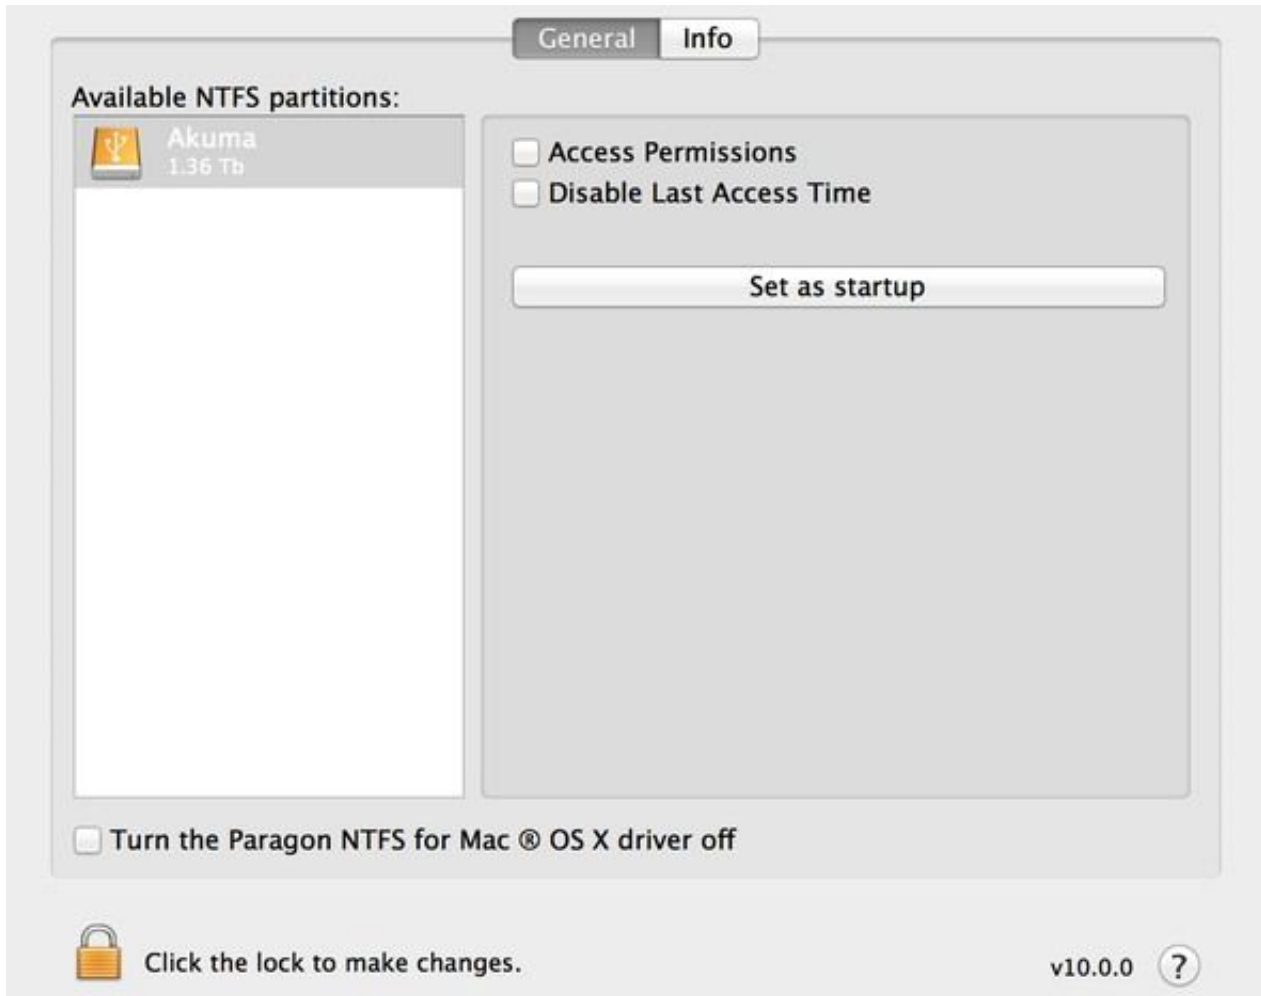 General Info
Available NTFS partitions:
Akuma
1.36 Tb
Access Permissions
Disable Last Access Time
Set as startup
Turn the Paragon NTFS for Mac ® OS X driver off
Click the lock to make changes.
v10.0.0 ?